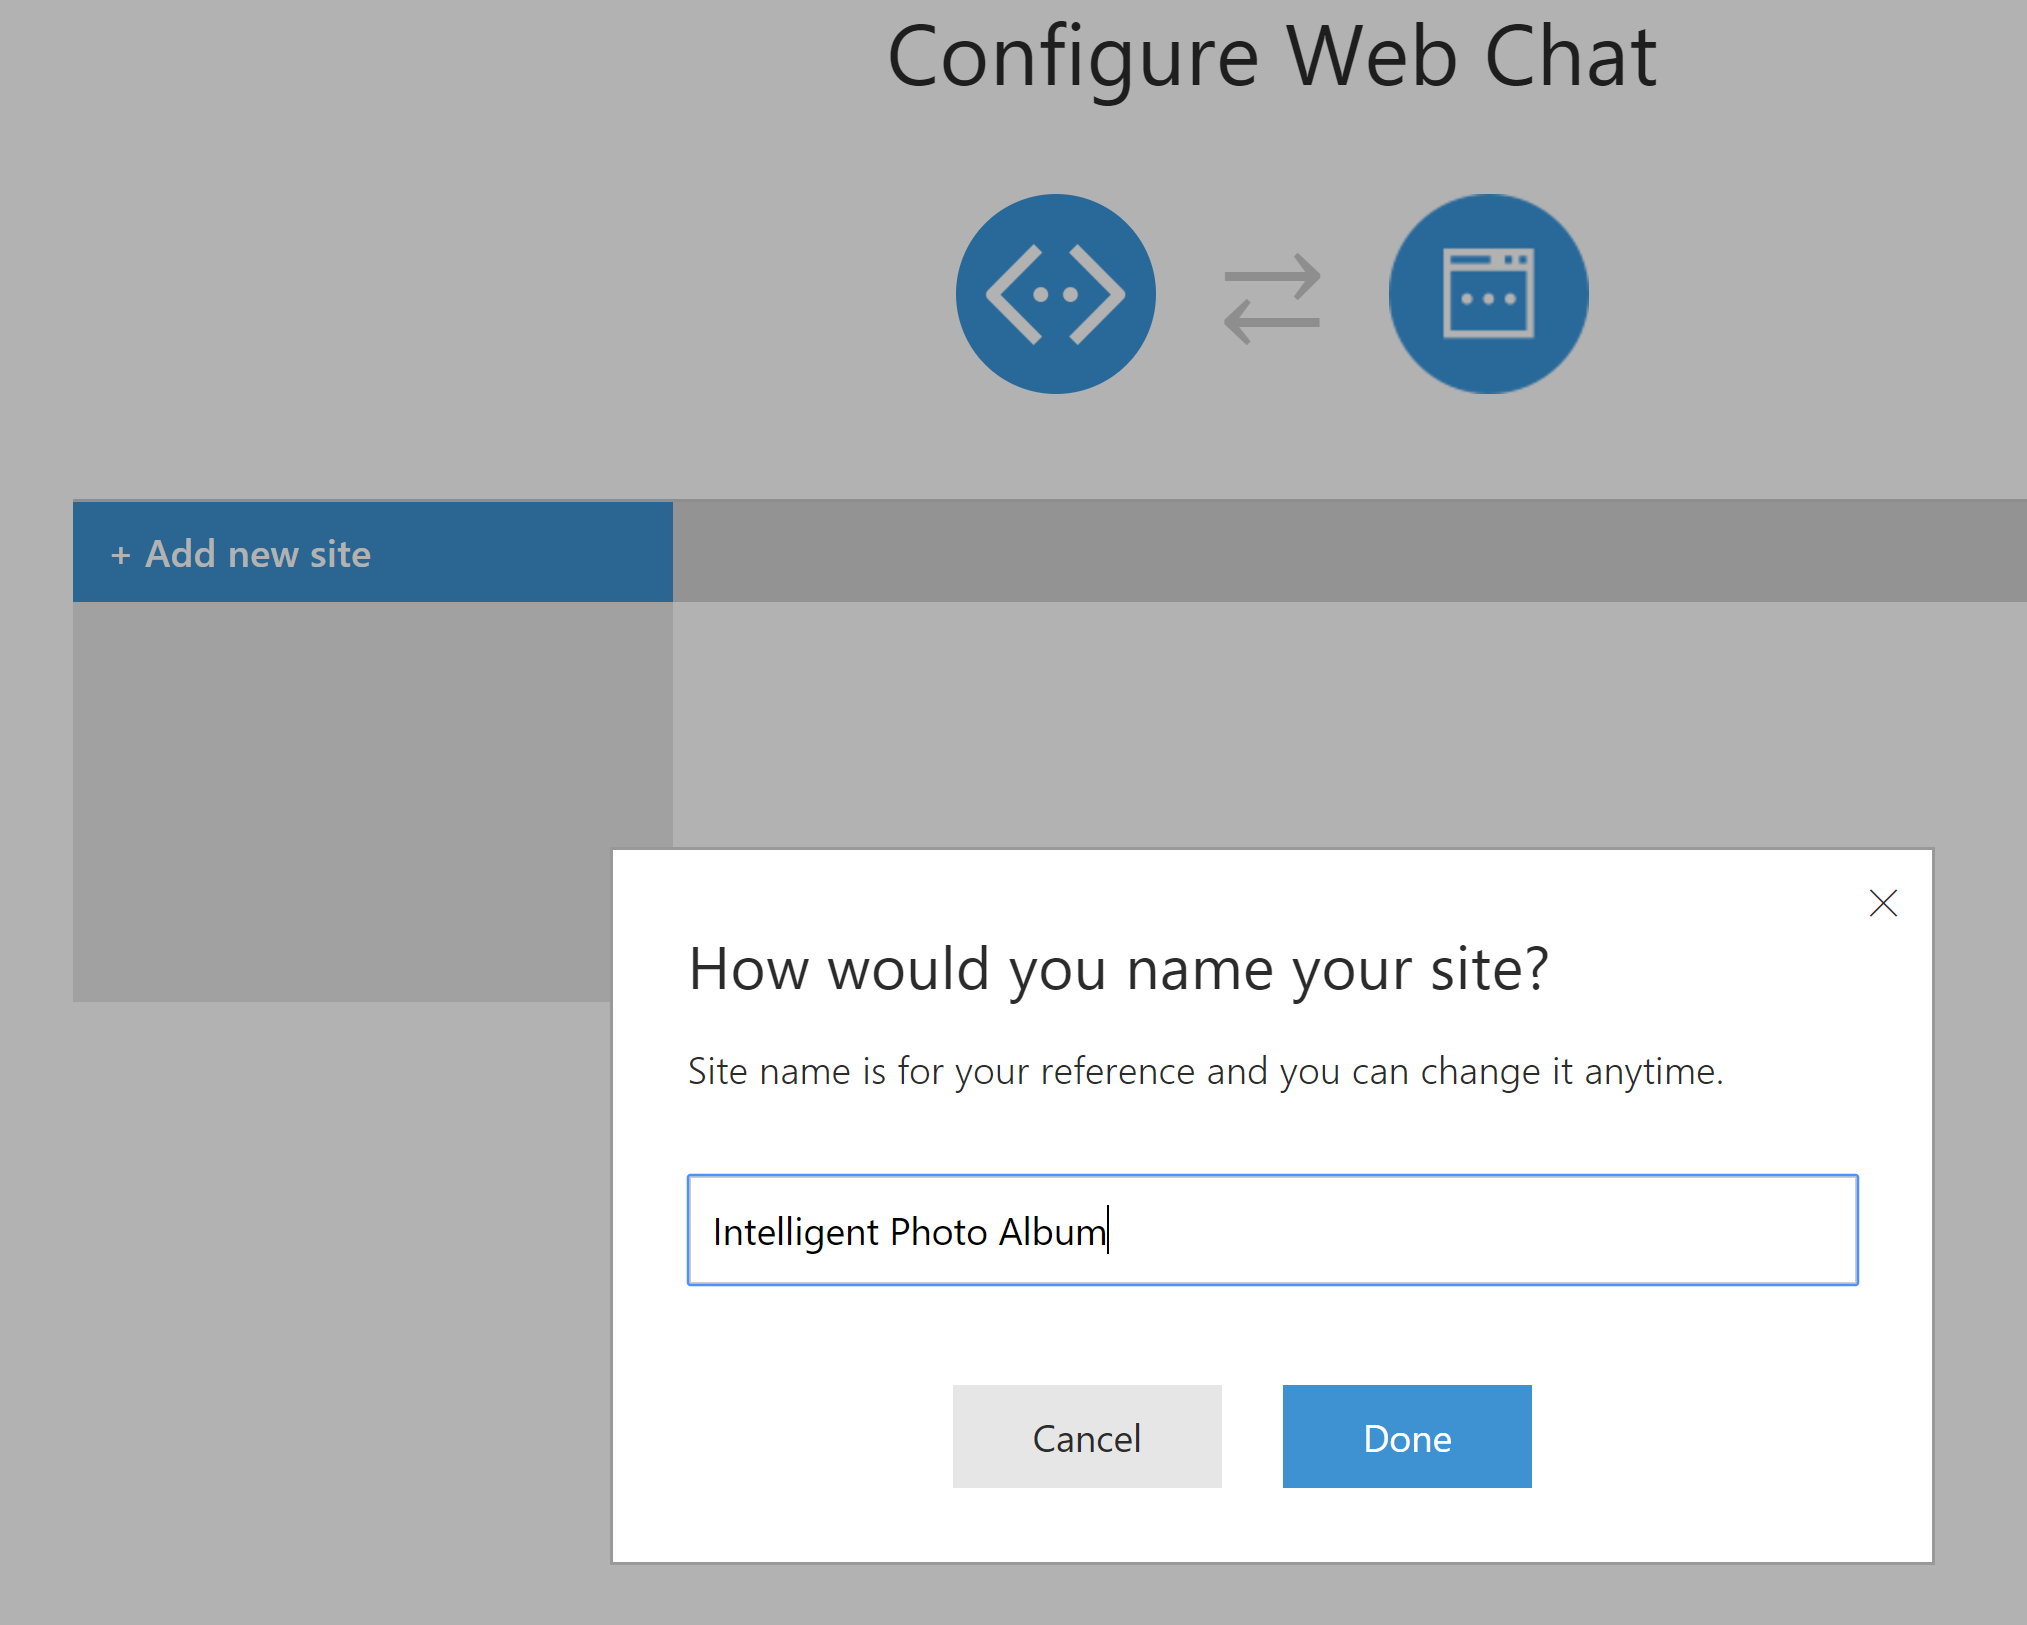 Configure Web Chat
+ Add new site
How would you name your site?
Site name is for your reference and you can change it anytime.
Intelligent Photo Album
Cancel
Done